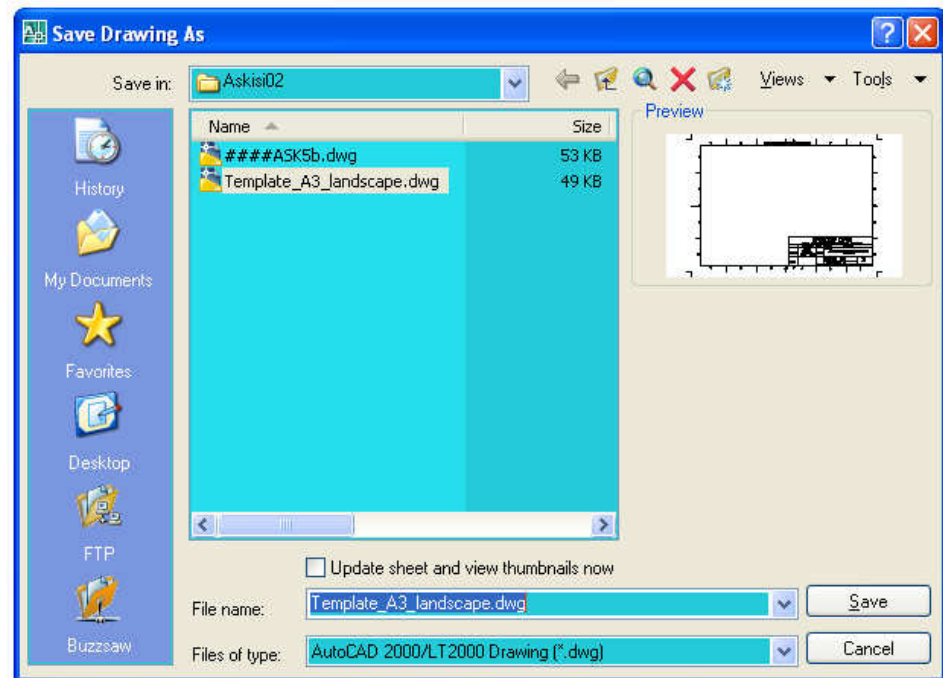 Save Drawing As
Save in: Askisi02 Views Tools
Name Size Preview
####ASK5b.dwg 53 KB
Template_A3_landscape.dwg 49 KB
History
My Documents
Favorites
Desktop
FTP
Buzzsaw
Update sheet and view thumbnails now
File name: Template_A3_landscape.dwg Save
Files of type: AutoCAD 2000/LT2000 Drawing (*.dwg) Cancel